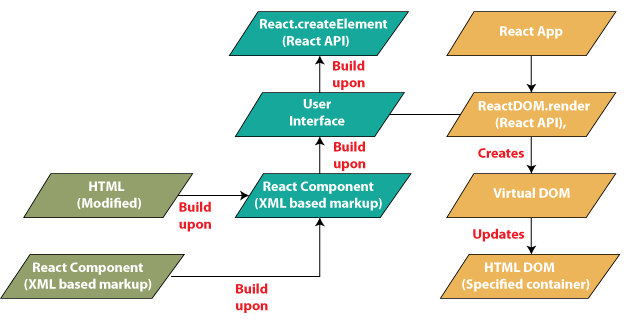 React.createElement
(React API)
React App
Build
upon
User
Interface
ReactDOM.render
(React API),
Build
upon
Creates
HTML
(Modified)
Build
upon
React Component
(XML based markup)
Virtual DOM
Updates
React Component
(XML based markup)
Build
upon
HTML DOM
(Specified container)